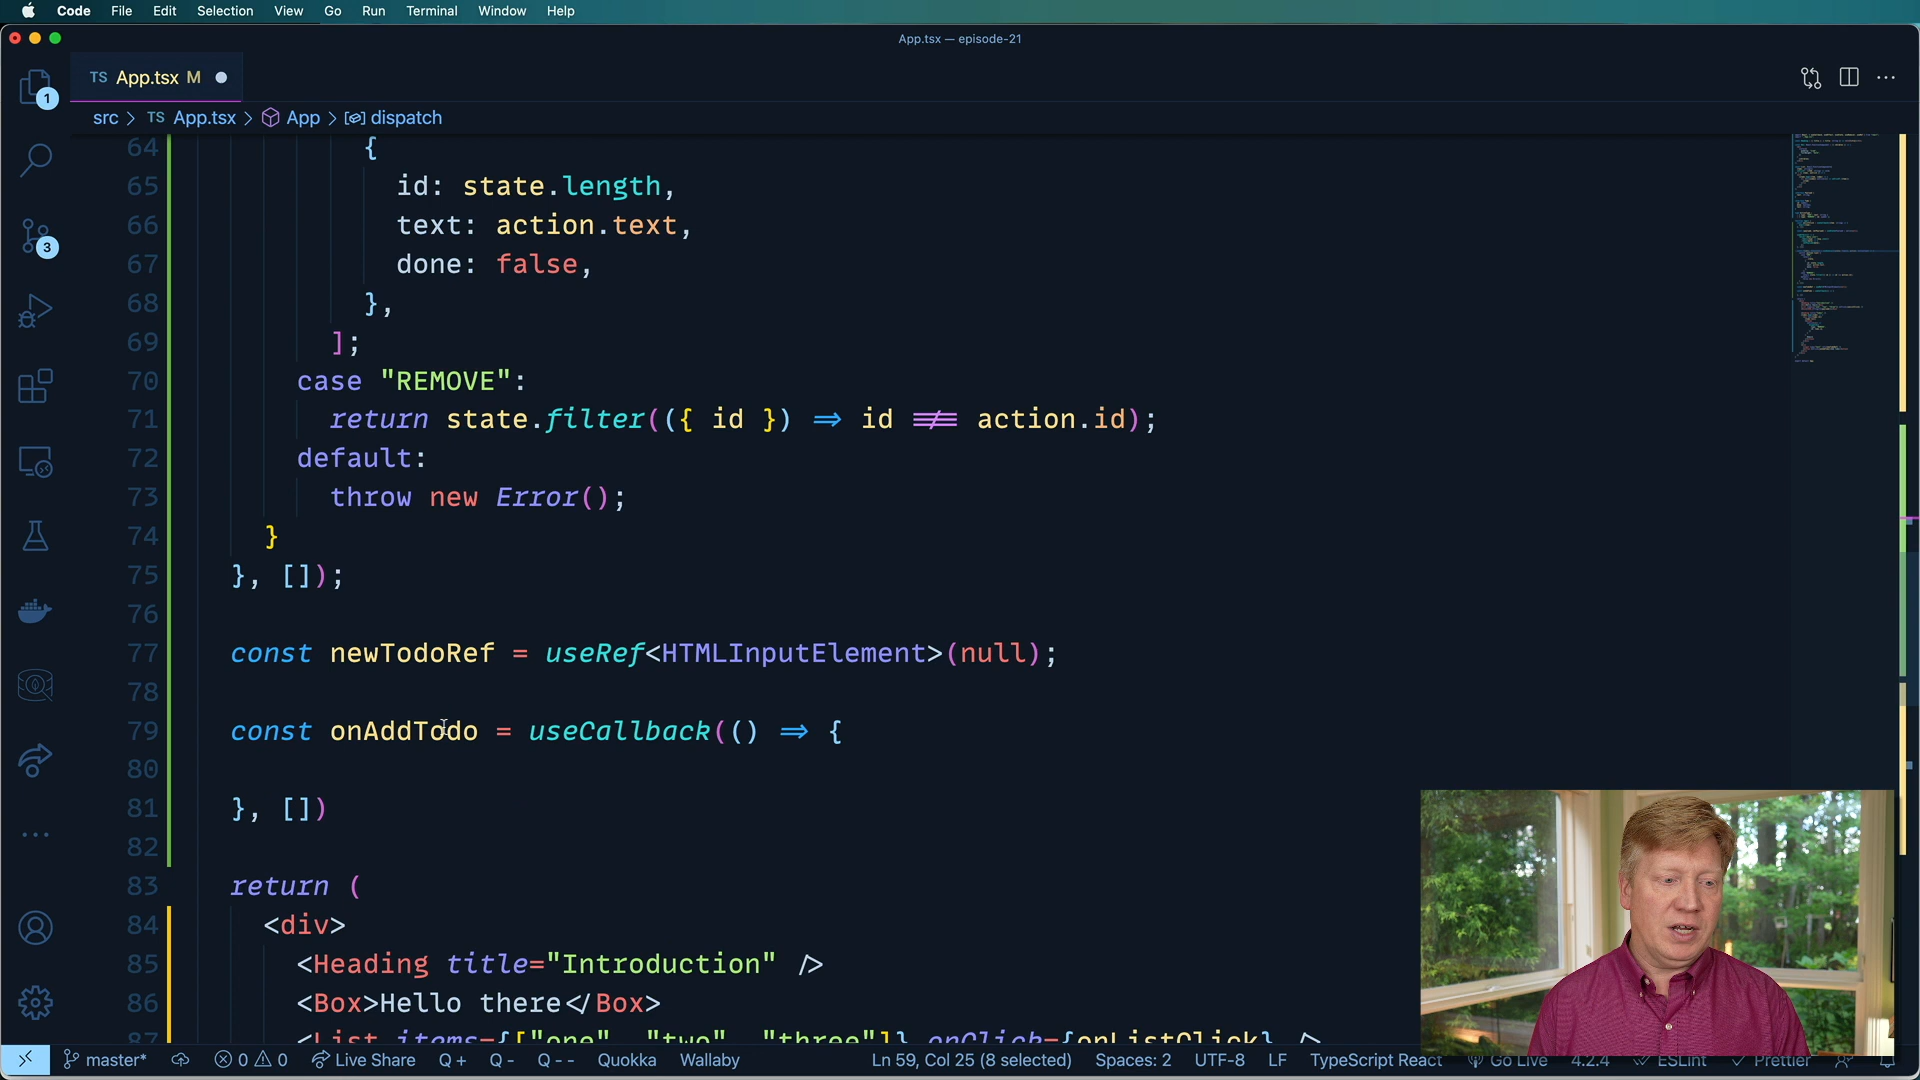 Code File Edit Selection View Go Run Terminal Window Help
App.tsx — episode-21
TS App.tsx M
src > TS App.tsx > App > dispatch
64 {
65 id: state.length,
66 text: action.text,
67 done: false,
68 },
69 ];
70 case "REMOVE":
71 return state.filter(({ id }) => id !== action.id);
72 default:
73 throw new Error();
74 }
75 }, []);
76
77 const newTodoRef = useRef<HTMLInputElement>(null);
78
79 const onAddTodo = useCallback(() => {
80
81 }, [])
82
83 return (
84 <div>
85 <Heading title="Introduction" />
86 <Box>Hello there</Box>
87 <List items={["one", "two", "three"]} onClick={onListClick} />
1
3
master* 0 0 Live Share Q + Q - Q - - Quokka Wallaby Ln 59, Col 25 (8 selected) Spaces: 2 UTF-8 LF TypeScript React Go Live 4.2.4 ESLint Prettier